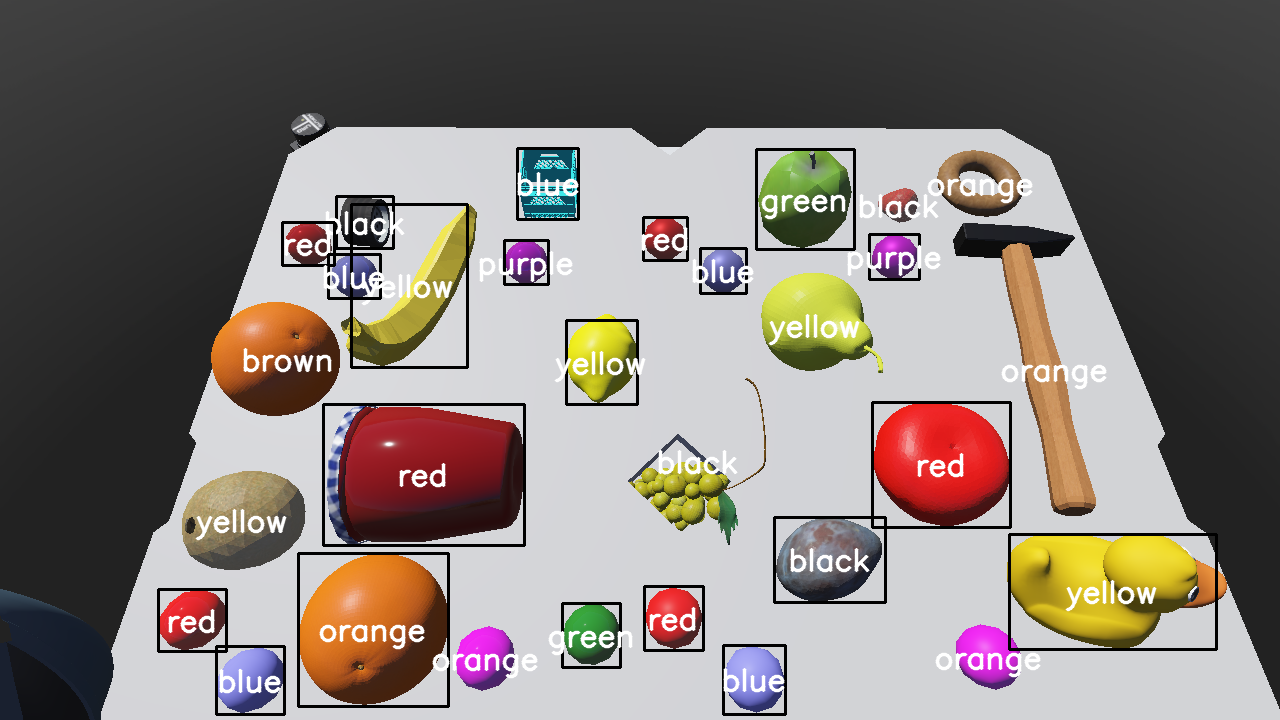 blue
green
orange
black
black
red
red
purple
purple
blue
blue
yellow
yellow
brown
yellow
orange
black
red
red
yellow
black
yellow
red
red
orange
green
orange
orange
blue
blue